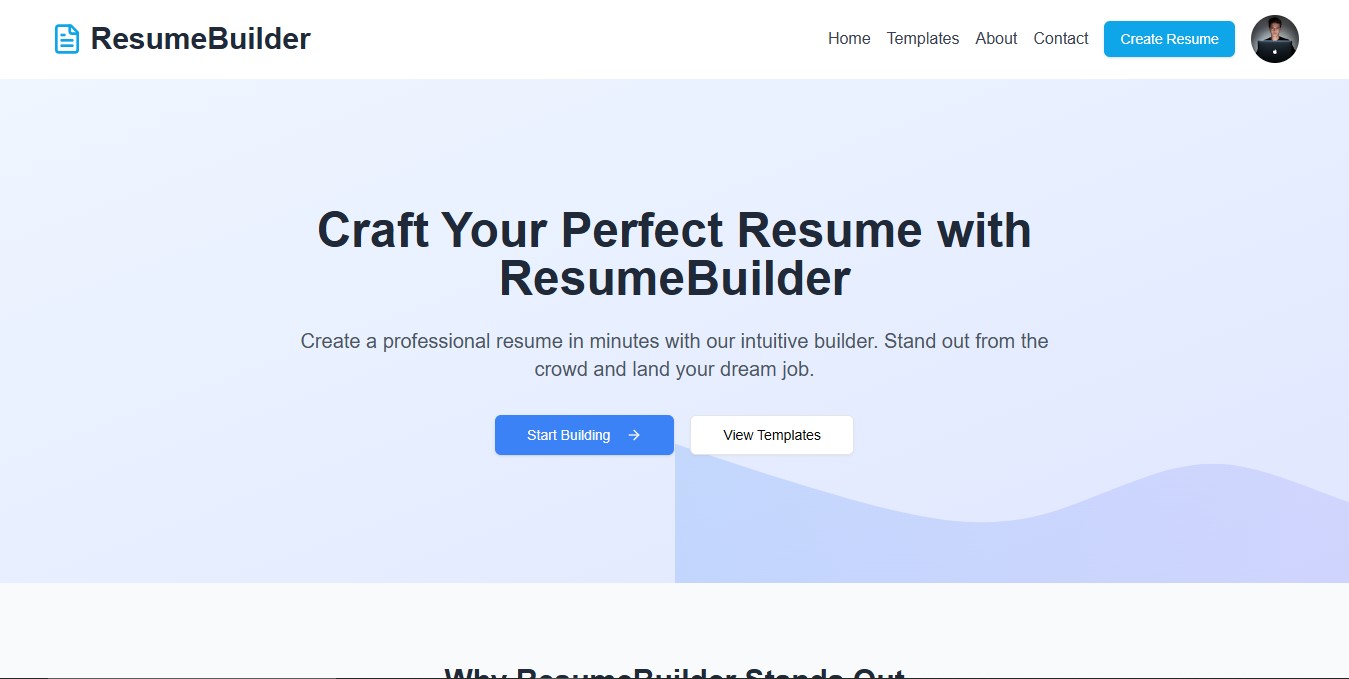 ResumeBuilder
Home Templates About Contact Create Resume
Craft Your Perfect Resume with
ResumeBuilder
Create a professional resume in minutes with our intuitive builder. Stand out from the
crowd and land your dream job.
Start Building View Templates
Why ResumeBuilder Stands Out